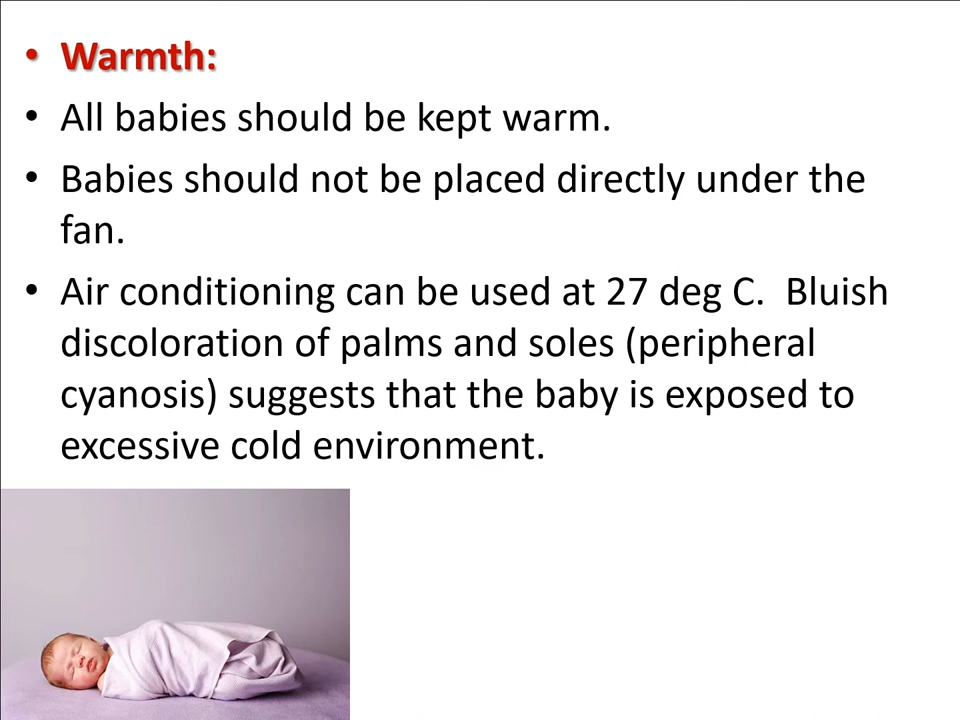 • Warmth:
• All babies should be kept warm.
• Babies should not be placed directly under the
fan.
• Air conditioning can be used at 27 deg C.  Bluish
discoloration of palms and soles (peripheral
cyanosis) suggests that the baby is exposed to
excessive cold environment.